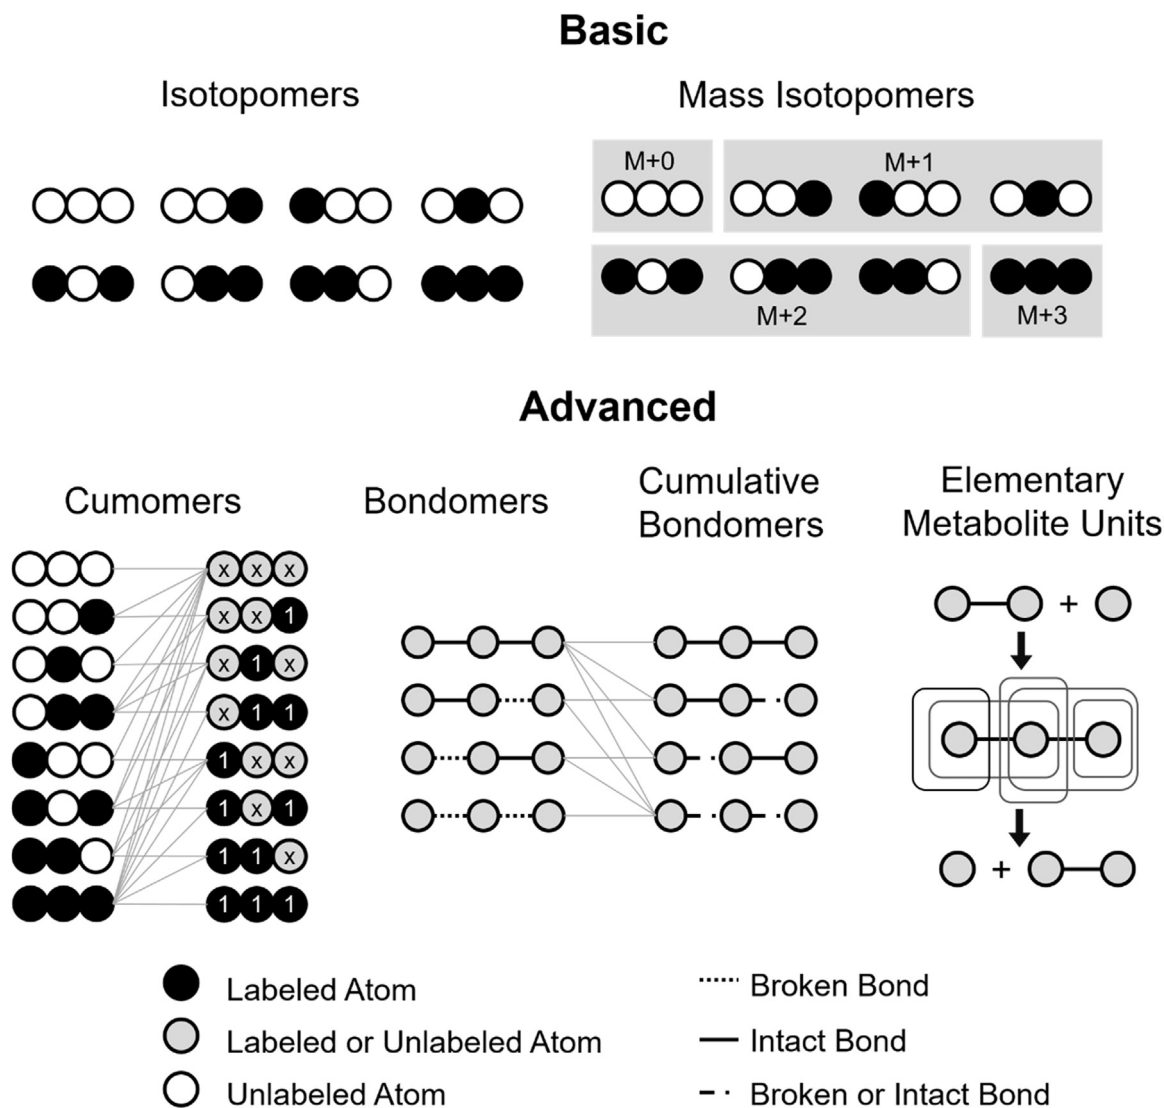 Basic
Isotopomers
Mass Isotopomers
M+0
M+1
M+2
M+3
Advanced
Cumomers
Bondomers
Cumulative
Bondomers
Elementary
Metabolite Units
x x x
x x 1
x 1 x
x 1 1
1 x x
1 x 1
1 1 x
1 1 1
+
+
Labeled Atom
Labeled or Unlabeled Atom
Unlabeled Atom
Broken Bond
Intact Bond
Broken or Intact Bond